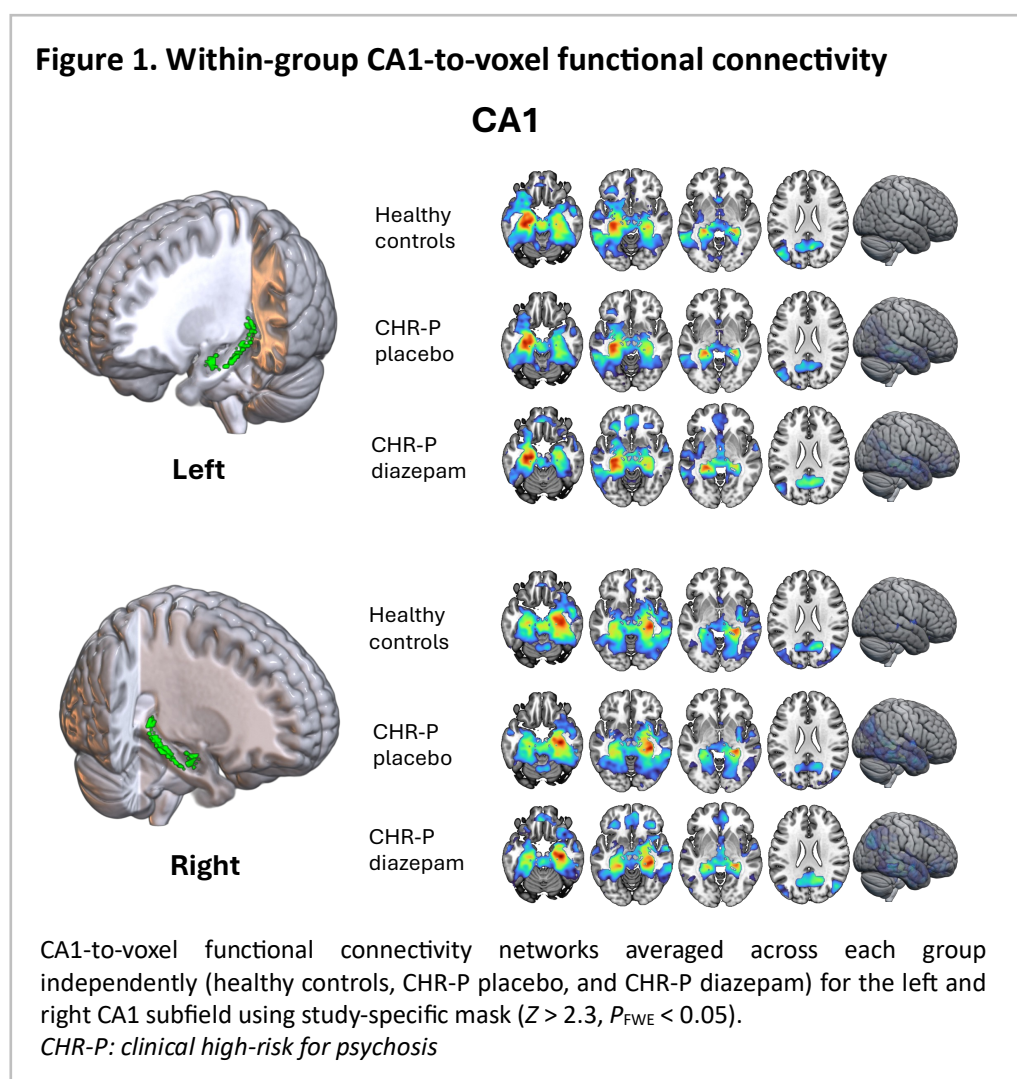 Figure 1. Within-group CA1-to-voxel functional connectivity
CA1
Healthy
controls
CHR-P
placebo
CHR-P
diazepam
Left
Healthy
controls
CHR-P
placebo
CHR-P
diazepam
Right
CA1-to-voxel functional connectivity networks averaged across each group
independently (healthy controls, CHR-P placebo, and CHR-P diazepam) for the left and
right CA1 subfield using study-specific mask (Z > 2.3, PFWE < 0.05).
CHR-P: clinical high-risk for psychosis